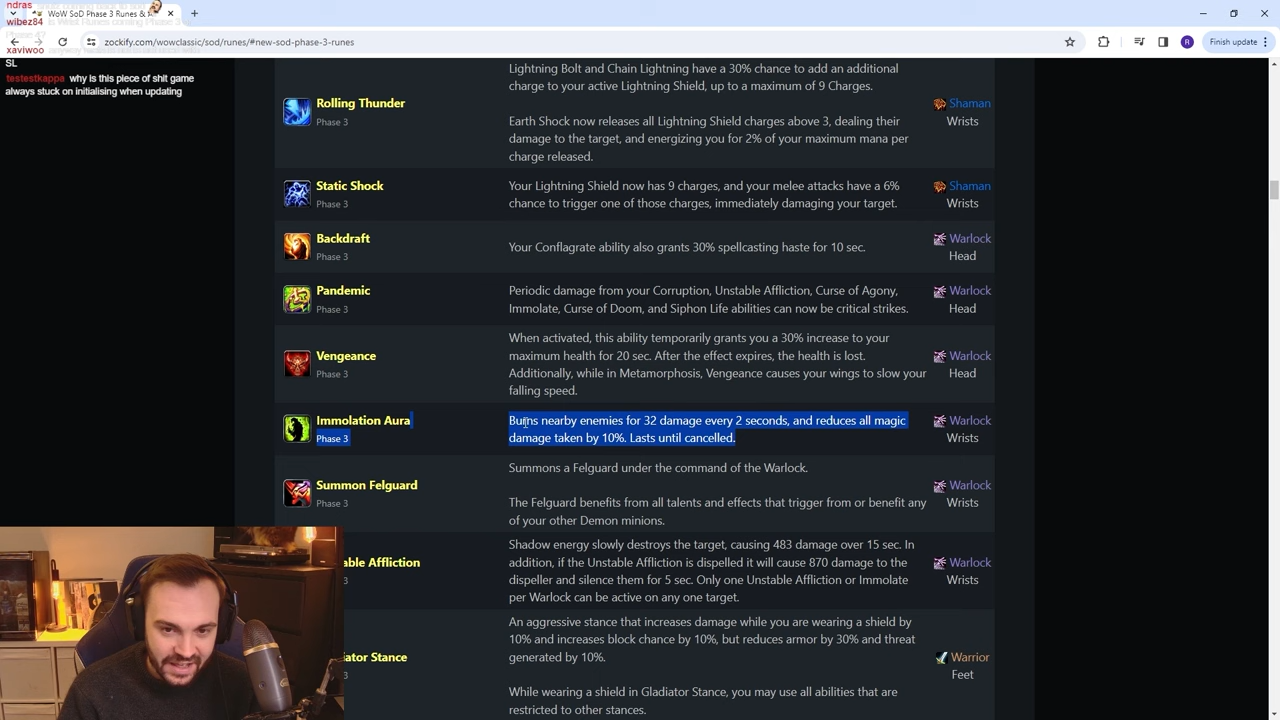 ndras
WoW SoD Phase 3 Runes &
wibez84
zockify.com/wowclassic/sod/runes/#new-sod-phase-3-runes
Finish update
R
xaviwoo
SL
testestkappa why is this piece of shit game
always stuck on initialising when updating
Lightning Bolt and Chain Lightning have a 30% chance to add an additional
charge to your active Lightning Shield, up to a maximum of 9 Charges.
Rolling Thunder
Phase 3
Earth Shock now releases all Lightning Shield charges above 3, dealing their
damage to the target, and energizing you for 2% of your maximum mana per
charge released.
Shaman
Wrists
Static Shock
Phase 3
Your Lightning Shield now has 9 charges, and your melee attacks have a 6%
chance to trigger one of those charges, immediately damaging your target.
Shaman
Wrists
Backdraft
Phase 3
Your Conflagrate ability also grants 30% spellcasting haste for 10 sec.
Warlock
Head
Pandemic
Phase 3
Periodic damage from your Corruption, Unstable Affliction, Curse of Agony,
Immolate, Curse of Doom, and Siphon Life abilities can now be critical strikes.
Warlock
Head
Vengeance
Phase 3
When activated, this ability temporarily grants you a 30% increase to your
maximum health for 20 sec. After the effect expires, the health is lost.
Additionally, while in Metamorphosis, Vengeance causes your wings to slow your
falling speed.
Warlock
Head
Immolation Aura
Phase 3
Burns nearby enemies for 32 damage every 2 seconds, and reduces all magic
damage taken by 10%. Lasts until cancelled.
Warlock
Wrists
Summon Felguard
Phase 3
Summons a Felguard under the command of the Warlock.
The Felguard benefits from all talents and effects that trigger from or benefit any
of your other Demon minions.
Warlock
Wrists
able Affliction
3
Shadow energy slowly destroys the target, causing 483 damage over 15 sec. In
addition, if the Unstable Affliction is dispelled it will cause 870 damage to the
dispeller and silence them for 5 sec. Only one Unstable Affliction or Immolate
per Warlock can be active on any one target.
Warlock
Wrists
iator Stance
3
An aggressive stance that increases damage while you are wearing a shield by
10% and increases block chance by 10%, but reduces armor by 30% and threat
generated by 10%.
While wearing a shield in Gladiator Stance, you may use all abilities that are
restricted to other stances.
Warrior
Feet